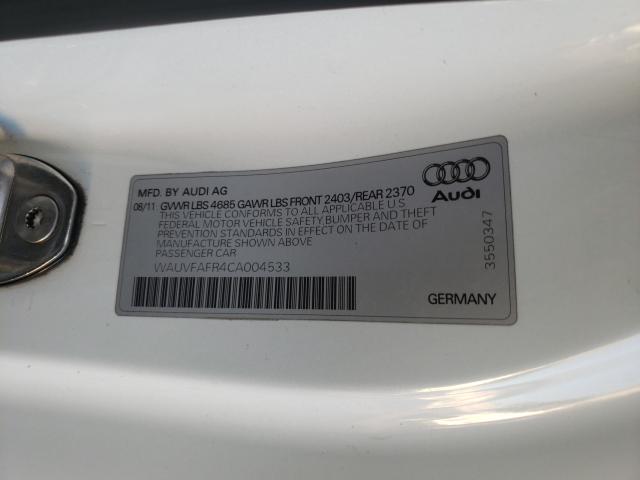 MFD. BY AUDI AG
08/11 GVWR LBS 4685 GAWR LBS FRONT 2403/REAR 2370
THIS VEHICLE CONFORMS TO ALL APPLICABLE U.S
FEDERAL MOTOR VEHICLE SAFETY BUMPER AND THEFT
PREVENTION STANDARDS IN EFFECT ON THE DATE OF
MANUFACTURE SHOWN ABOVE
PASSENGER CAR
WAUVFAFR4CA004533
Audi
3550347
GERMANY